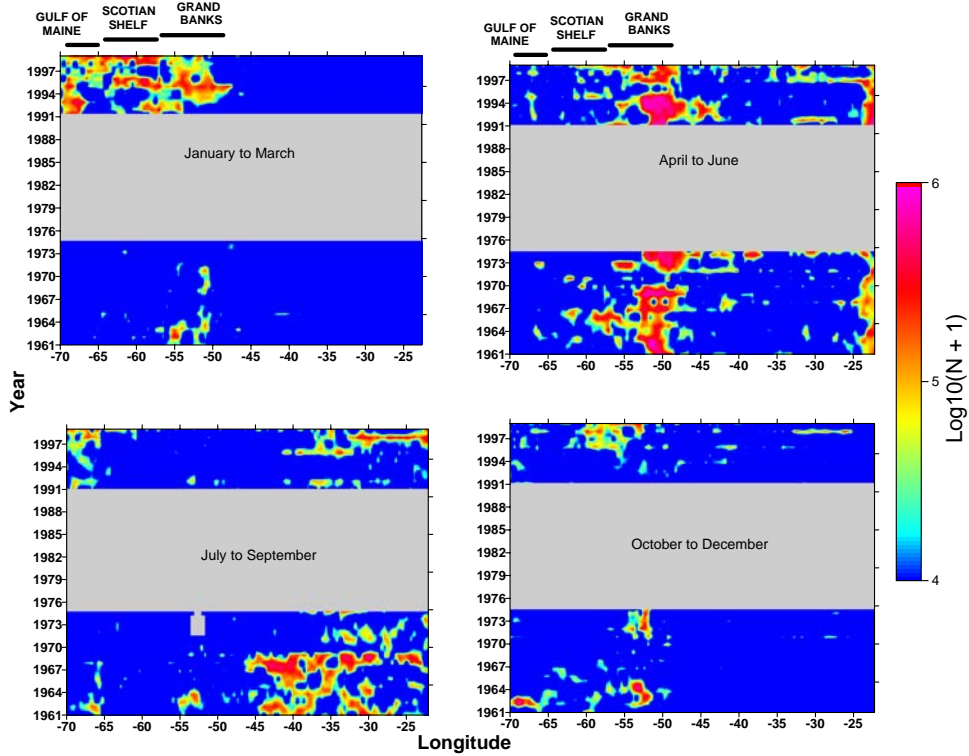 GULF OF
MAINE
SCOTIAN
SHELF
GRAND
BANKS
GULF OF
MAINE
SCOTIAN
SHELF
GRAND
BANKS
1997
1994
1991
1988
1985
1982
1979
1976
1973
1970
1967
1964
1961
January to March
-70 -65 -60 -55 -50 -45 -40 -35 -30 -25
1997
1994
1991
1988
1985
1982
1979
1976
1973
1970
1967
1964
1961
April to June
-70 -65 -60 -55 -50 -45 -40 -35 -30 -25
6
5
4
Log10(N + 1)
Year
1997
1994
1991
1988
1985
1982
1979
1976
1973
1970
1967
1964
1961
July to September
-70 -65 -60 -55 -50 -45 -40 -35 -30 -25
1997
1994
1991
1988
1985
1982
1979
1976
1973
1970
1967
1964
1961
October to December
-70 -65 -60 -55 -50 -45 -40 -35 -30 -25
Longitude